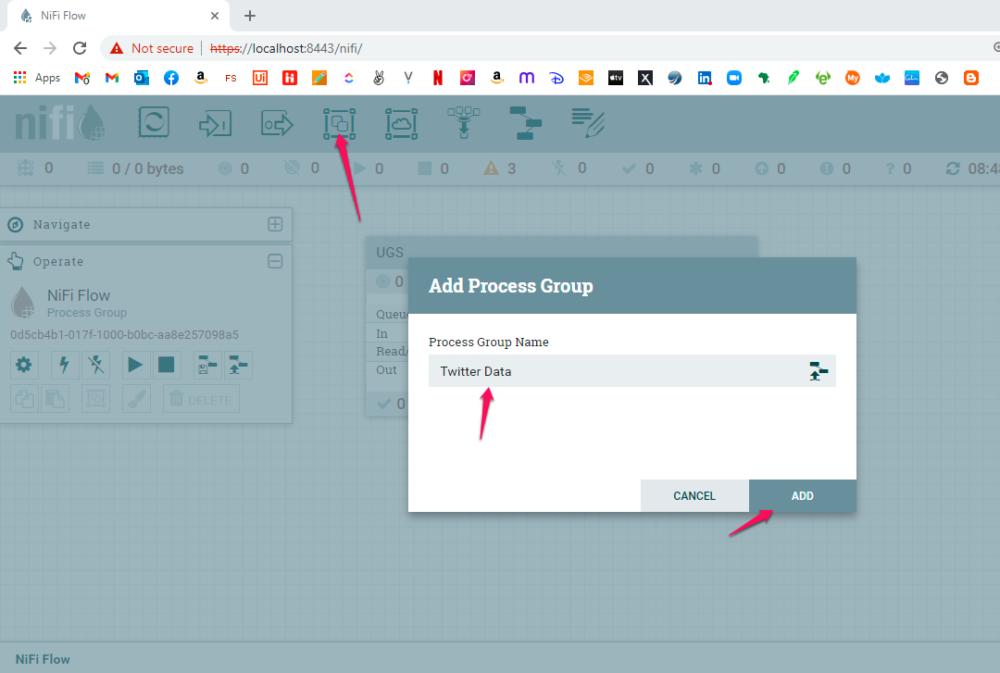 NiFi Flow
Not secure https://localhost:8443/nifi/
Apps FS
nifi
0 0 / 0 bytes 0 0 0 0 3 0 0 0 0 0 ? 0 08:48
Navigate
Operate
NiFi Flow
Process Group
0d5cb4b1-017f-1000-b0bc-aa8e257098a5
DELETE
UGS
0
Queue
In
Read/
Out
0
Add Process Group
Process Group Name
Twitter Data
CANCEL ADD
NiFi Flow